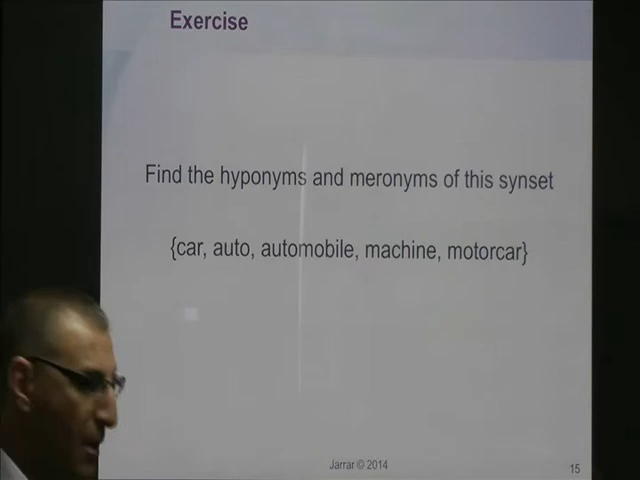 Exercise
Find the hyponyms and meronyms of this synset
{car, auto, automobile, machine, motorcar}
Jarrar © 2014
15